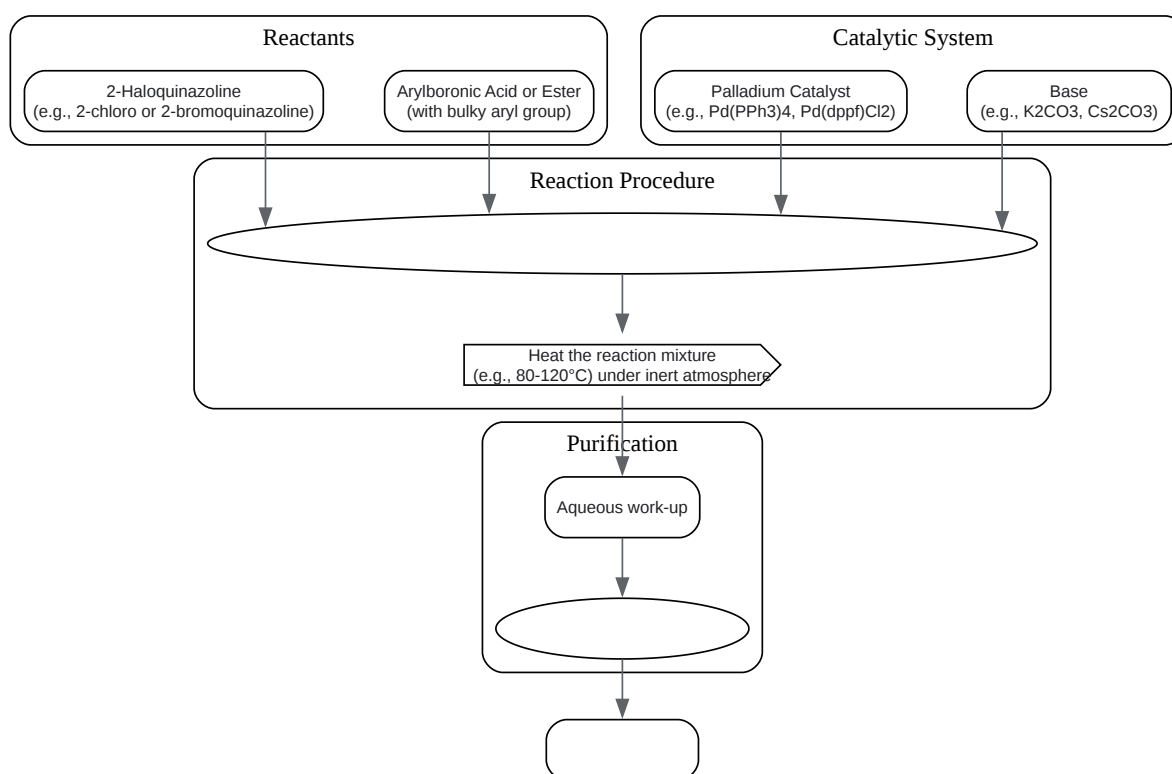 Reactants
Catalytic System
2-Haloquinazoline
(e.g., 2-chloro or 2-bromoquinazoline)
Arylboronic Acid or Ester
(with bulky aryl group)
Palladium Catalyst
(e.g., Pd(PPh3)4, Pd(dppf)Cl2)
Base
(e.g., K2CO3, Cs2CO3)
Reaction Procedure
Heat the reaction mixture
(e.g., 80-120°C) under inert atmosphere
Purification
Aqueous work-up